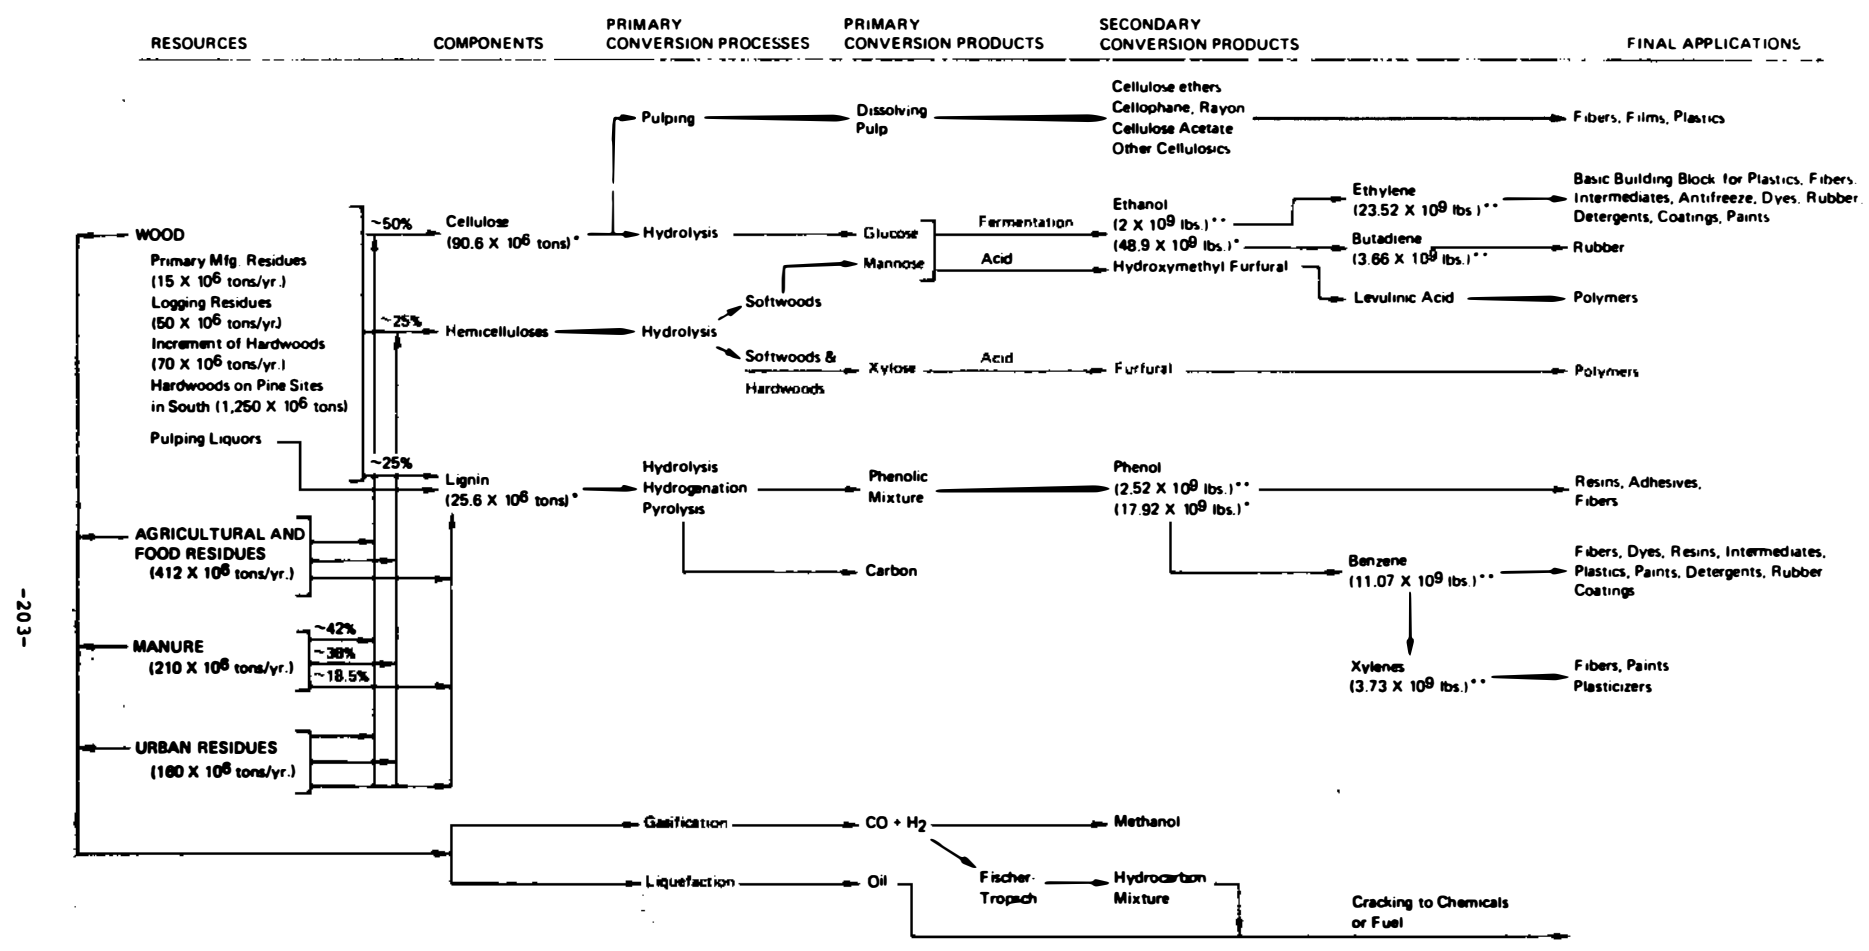 PRIMARY
PRIMARY
SECONDARY
RESOURCES
COMPONENTS
CONVERSION PROCESSES
CONVERSION PRODUCTS
CONVERSION PRODUCTS
FINAL APPLICATIONS
Pulping
Dissolving
Pulp
Cellulose ethers
Cellophane, Rayon
Cellulose Acetate
Other Cellulosics
Fibers, Films, Plastics
WOOD
Primary Mfg. Residues
(15 X 10⁶ tons/yr.)
Logging Residues
(50 X 10⁶ tons/yr.)
Increment of Hardwoods
(70 X 10⁶ tons/yr.)
Hardwoods on Pine Sites
in South (1,250 X 10⁶ tons)
Pulping Liquors
~50%
Cellulose
(90.6 X 10⁶ tons)*
Hydrolysis
Glucose
Mannose
Fermentation
Acid
Ethanol
(2 X 10⁹ lbs.)**
(48.9 X 10⁹ lbs.)*
Hydroxymethyl Furfural
Ethylene
(23.52 X 10⁹ lbs.)**
Butadiene
(3.66 X 10⁹ lbs.)**
Levulinic Acid
Basic Building Block for Plastics, Fibers,
Intermediates, Antifreeze, Dyes, Rubber,
Detergents, Coatings, Paints
Rubber
Polymers
~25%
Hemicelluloses
Hydrolysis
Softwoods
Softwoods &
Hardwoods
Xylose
Acid
Furfural
Polymers
~25%
Lignin
(25.6 X 10⁶ tons)*
Hydrolysis
Hydrogenation
Pyrolysis
Phenolic
Mixture
Phenol
(2.52 X 10⁹ lbs.)**
(17.92 X 10⁹ lbs.)*
Resins, Adhesives,
Fibers
Carbon
Benzene
(11.07 X 10⁹ lbs.)**
Fibers, Dyes, Resins, Intermediates,
Plastics, Paints, Detergents, Rubber
Coatings
Xylenes
(3.73 X 10⁹ lbs.)**
Fibers, Paints
Plasticizers
AGRICULTURAL AND
FOOD RESIDUES
(412 X 10⁶ tons/yr.)
MANURE
(210 X 10⁶ tons/yr.)
~42%
~38%
~18.5%
URBAN RESIDUES
(160 X 10⁶ tons/yr.)
Gasification
CO + H₂
Methanol
Liquefaction
Oil
Fischer-
Tropsch
Hydrocarbon
Mixture
Cracking to Chemicals
or Fuel
-203-